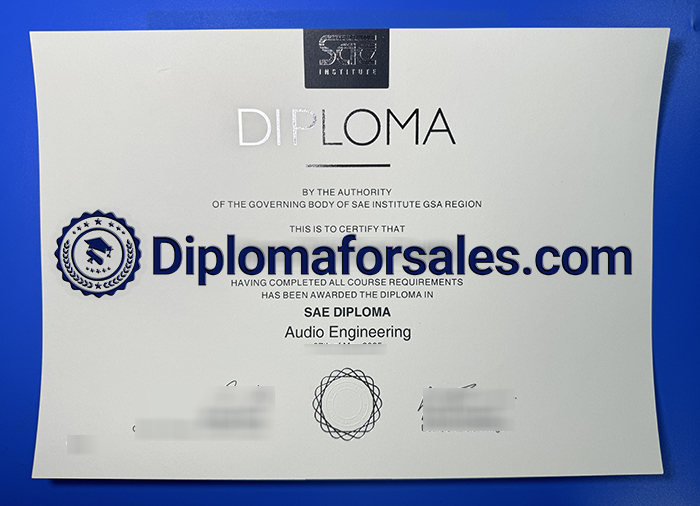 sae
INSTITUTE
DIPLOMA
BY THE AUTHORITY
OF THE GOVERNING BODY OF SAE INSTITUTE GSA REGION
THIS IS TO CERTIFY THAT
Diplomaforsales.com
HAVING COMPLETED ALL COURSE REQUIREMENTS
HAS BEEN AWARDED THE DIPLOMA IN
SAE DIPLOMA
Audio Engineering